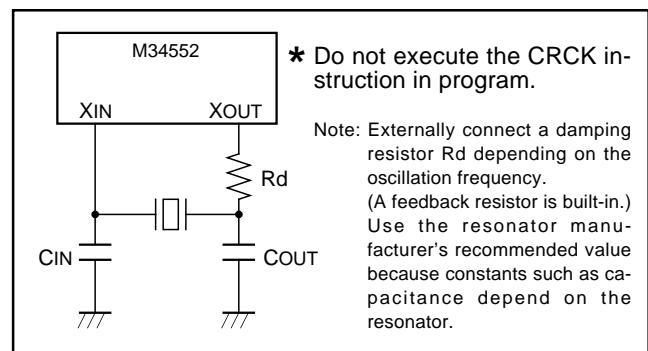 M34552
XIN
XOUT
Rd
CIN
COUT
* Do not execute the CRCK in-
struction in program.
Note: Externally connect a damping
resistor Rd depending on the
oscillation frequency.
(A feedback resistor is built-in.)
Use the resonator manu-
facturer's recommended value
because constants such as ca-
pacitance depend on the
resonator.